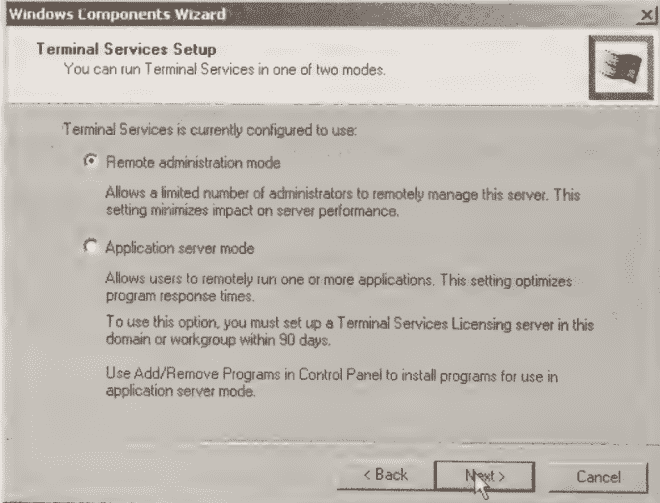 Windows Components Wizard
Terminal Services Setup
You can run Terminal Services in one of two modes.
Terminal Services is currently configured to use:
Remote administration mode
Allows a limited number of administrators to remotely manage this server. This
setting minimizes impact on server performance.
Application server mode
Allows users to remotely run one or more applications. This setting optimizes
program response times.
To use this option, you must set up a Terminal Services Licensing server in this
domain or workgroup within 90 days.
Use Add/Remove Programs in Control Panel to install programs for use in
application server mode.
< Back
Next >
Cancel